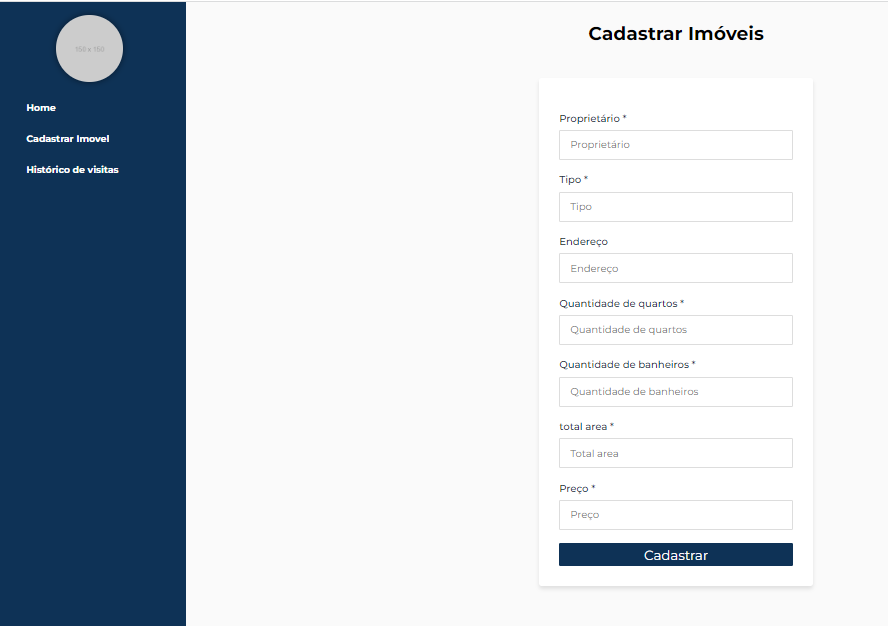 150 x 150
Home
Cadastrar Imovel
Histórico de visitas
Cadastrar Imóveis
Proprietário *
Proprietário
Tipo *
Tipo
Endereço
Endereço
Quantidade de quartos *
Quantidade de quartos
Quantidade de banheiros *
Quantidade de banheiros
total area *
Total area
Preço *
Preço
Cadastrar